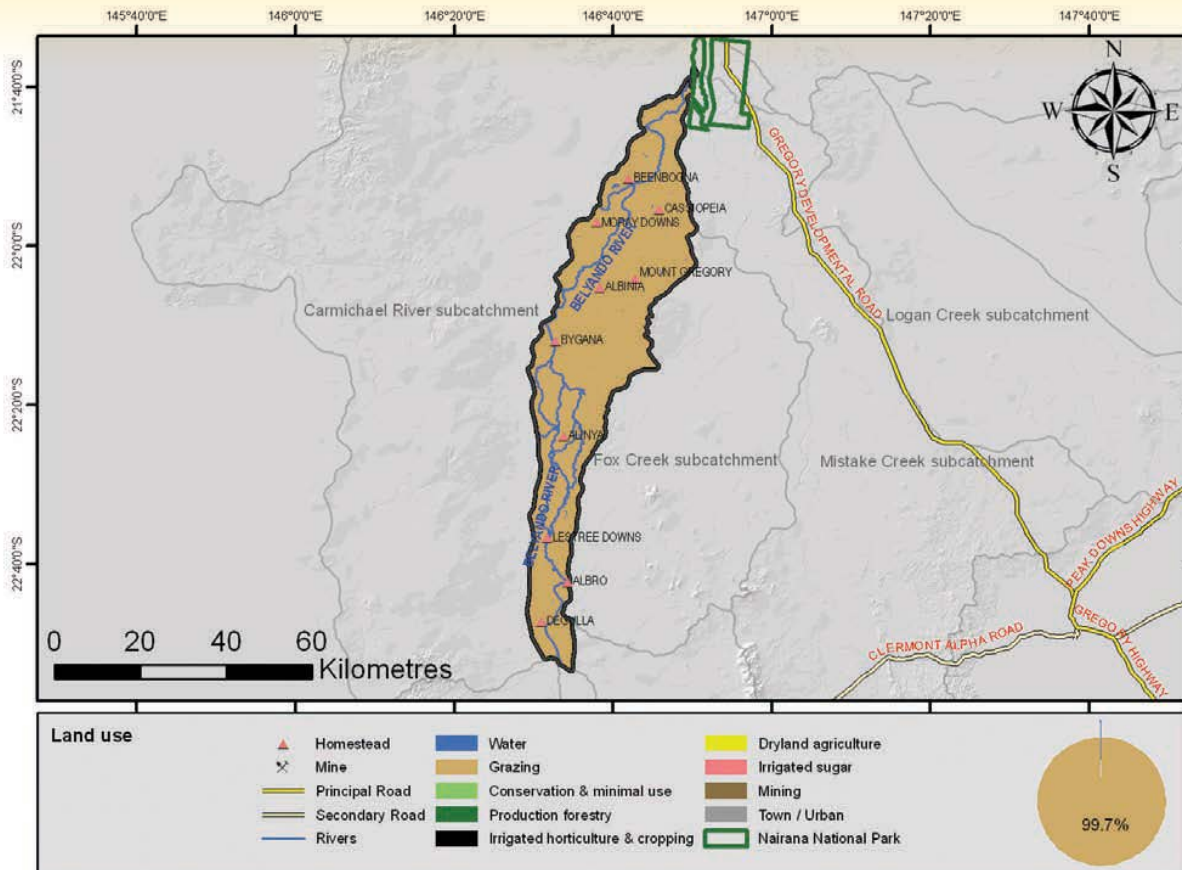 145°40'0"E
146°0'0"E
146°20'0"E
146°40'0"E
147°0'0"E
147°20'0"E
147°40'0"E
21°40'0"S
22°0'0"S
22°20'0"S
22°40'0"S
N
W
E
S
GREGORY DEVELOPMENTAL ROAD
BEENBOGNA
CASSIOPEIA
MORAY DOWNS
BELYANDO RIVER
MOUNT GREGORY
ALBINIA
Carmichael River subcatchment
Logan Creek subcatchment
BYGANA
ALINYA
Fox Creek subcatchment
Mistake Creek subcatchment
BELYANDO RIVER
LESTREE DOWNS
ALBRO
DEGULLA
PEAK DOWNS HIGHWAY
GREGORY HIGHWAY
CLERMONT ALPHA ROAD
0 20 40 60
Kilometres
Land use
Homestead
Mine
Principal Road
Secondary Road
Rivers
Water
Grazing
Conservation & minimal use
Production forestry
Irrigated horticulture & cropping
Dryland agriculture
Irrigated sugar
Mining
Town / Urban
Nairana National Park
99.7%